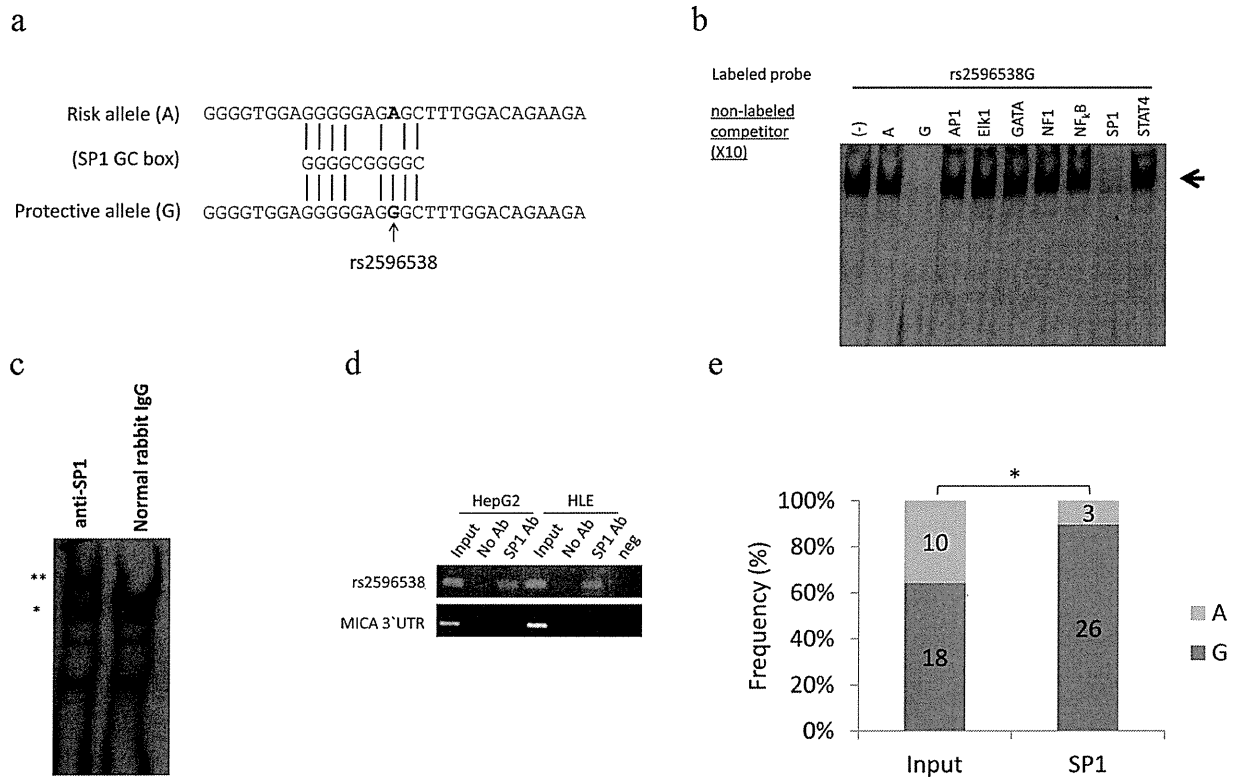 a
Risk allele (A) GGGGTGGAGGGGGAGAGCTTTGGACAGAAGA
(SP1 GC box) GGGGCGGGGC
Protective allele (G) GGGGTGGAGGGGGAGGGCTTTGGACAGAAGA
rs2596538
b
Labeled probe rs2596538G
non-labeled
competitor
(X10)
(-) A G AP1 Elk1 GATA NF1 NFkB SP1 STAT4
c
anti-SP1 Normal rabbit IgG
**
*
d
HepG2 HLE
Input No Ab SP1 Ab Input No Ab SP1 Ab neg
rs2596538
MICA 3`UTR
e
*
Frequency (%)
100%
80%
60%
40%
20%
0%
10
18
3
26
A
G
Input SP1